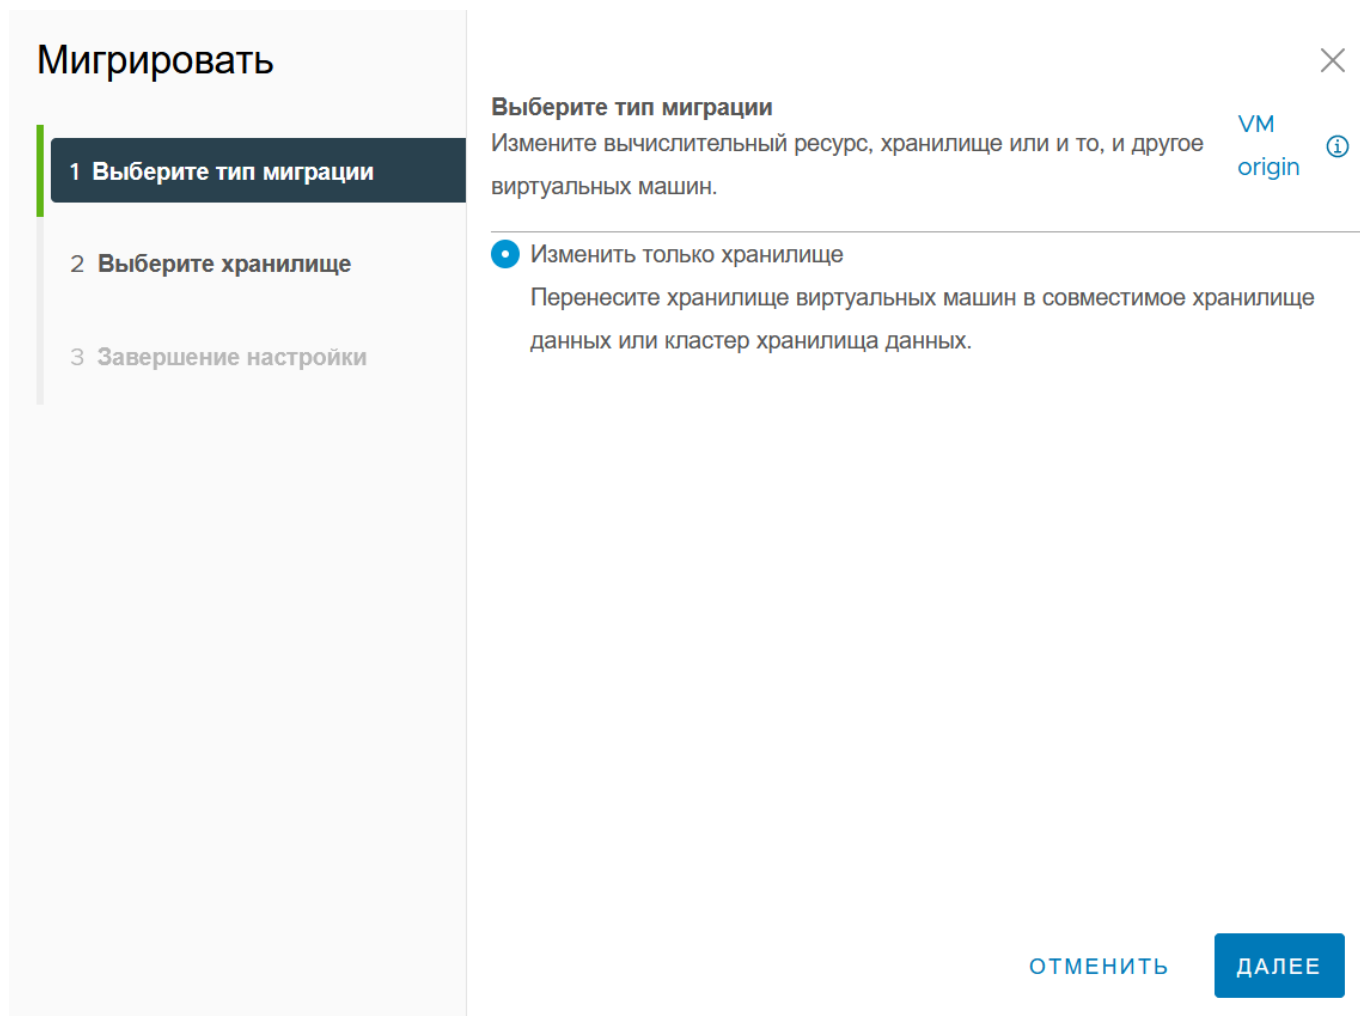 Мигрировать
1 Выберите тип миграции
2 Выберите хранилище
3 Завершение настройки
Выберите тип миграции
Измените вычислительный ресурс, хранилище или и то, и другое
виртуальных машин.
VM
origin
Изменить только хранилище
Перенесите хранилище виртуальных машин в совместимое хранилище
данных или кластер хранилища данных.
ОТМЕНИТЬ
ДАЛЕЕ